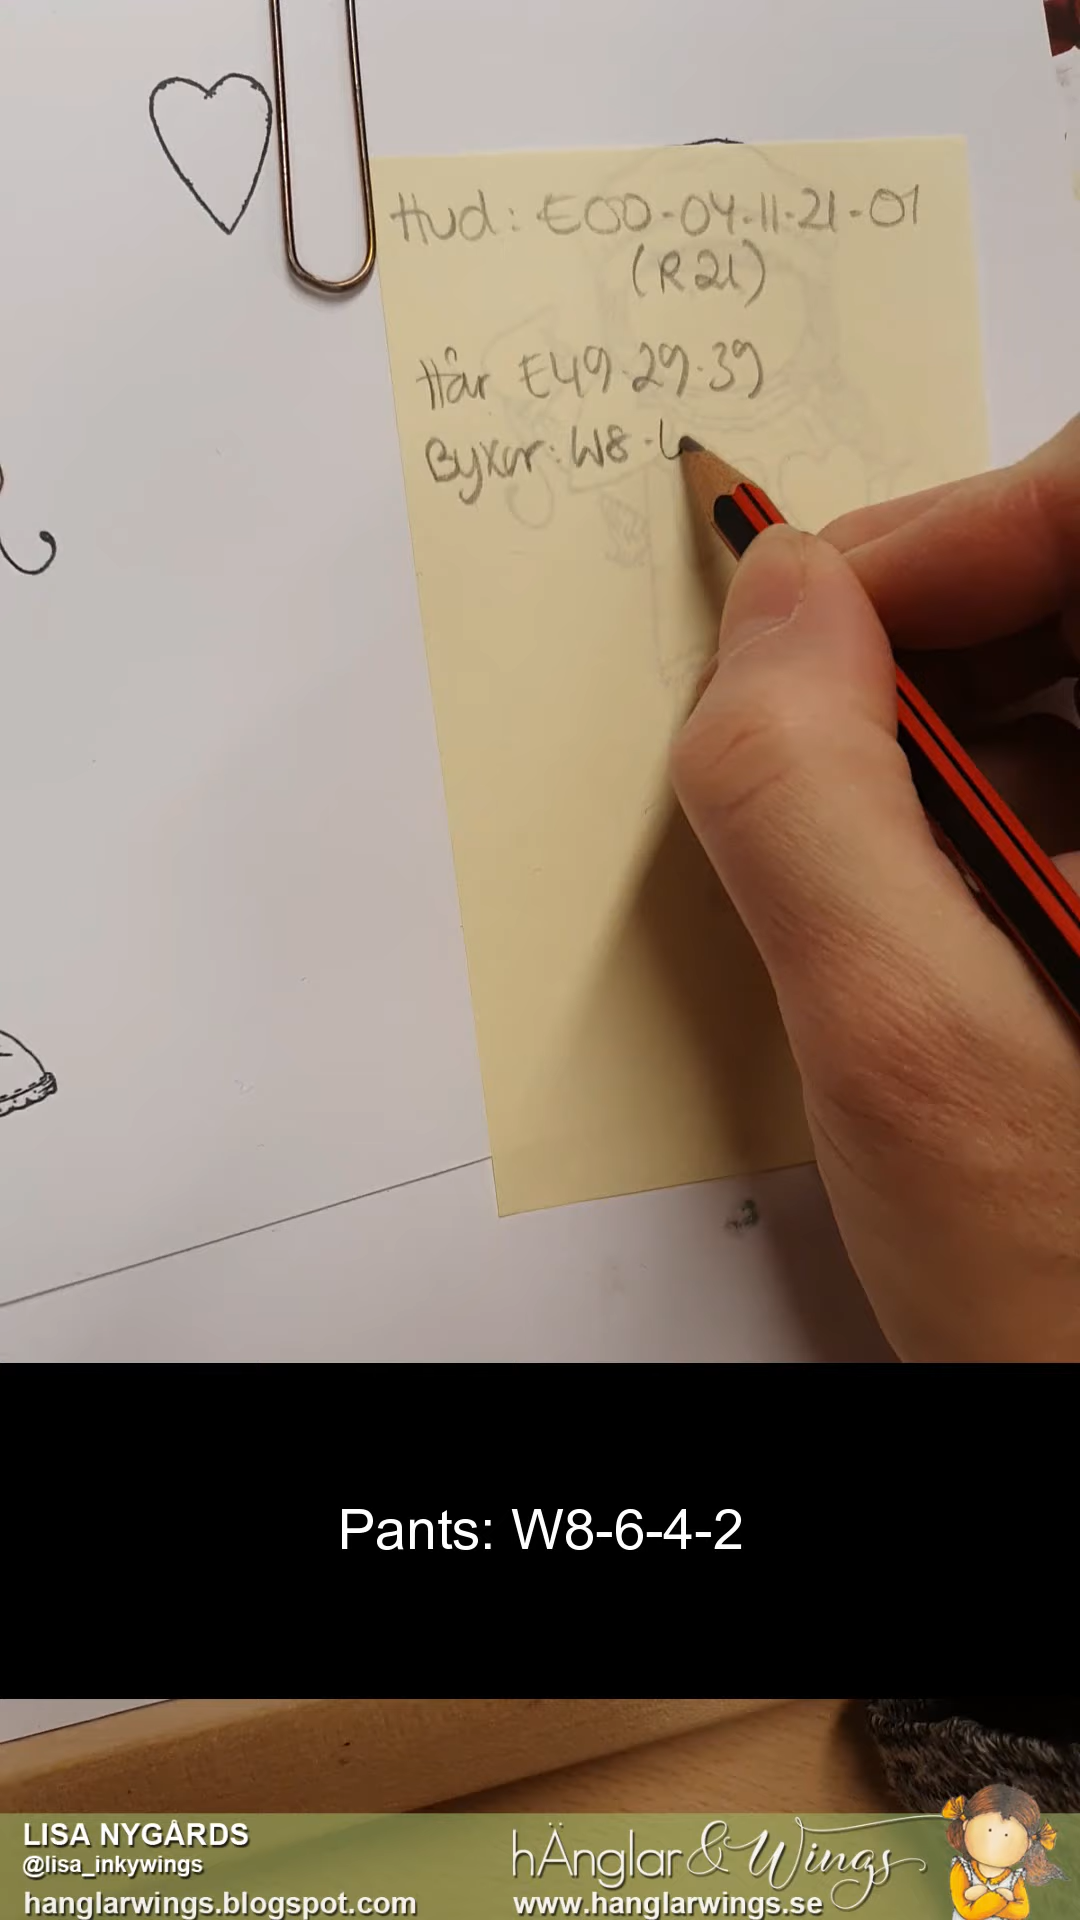 Hud: E00-04-11-21-01
(R21)
Hår E49-29-39
Byxor: W8-6
Pants: W8-6-4-2
LISA NYGÅRDS
@lisa_inkywings
hanglarwings.blogspot.com
hÄnglar & Wings
www.hanglarwings.se